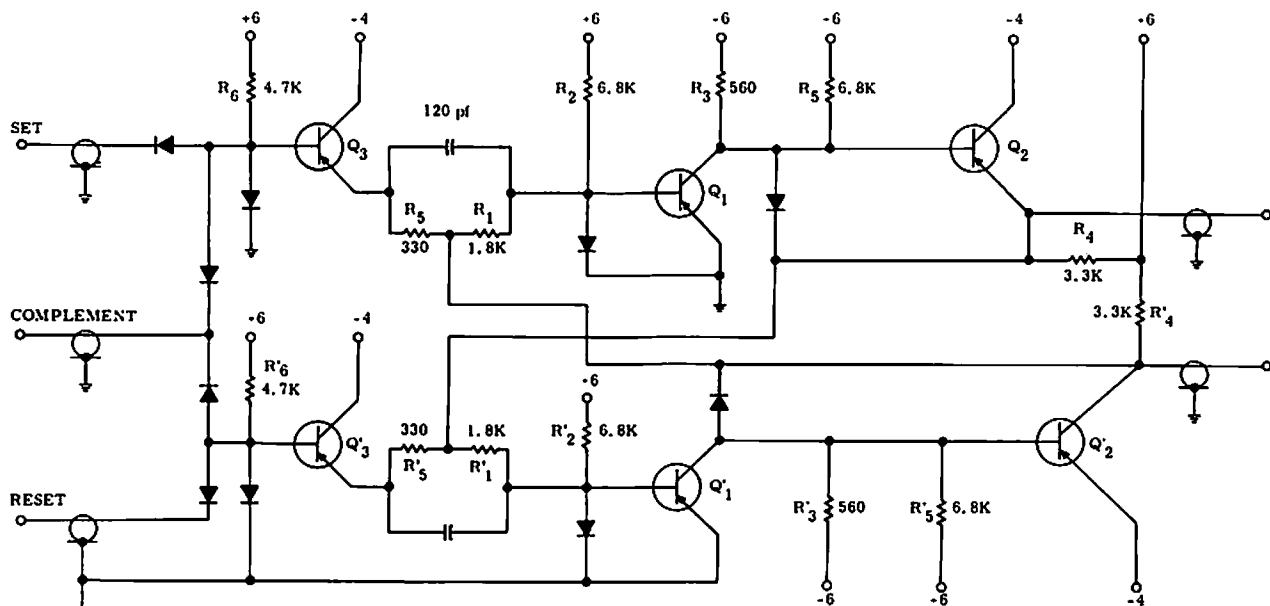 +6 -4 +6 -6 -6 -4 +6
R6 4.7K
R2 6.8K
R3 560
R5 6.8K
120 pf
SET
Q3
Q1
Q2
R5 330
R1 1.8K
R4 3.3K
COMPLEMENT
+6 -4
3.3K R'4
R'6 4.7K
+6
330 R'5
1.8K R'1
R'2 6.8K
Q'3
Q'1
Q'2
RESET
R'3 560
R'5 6.8K
-6 +6 -4